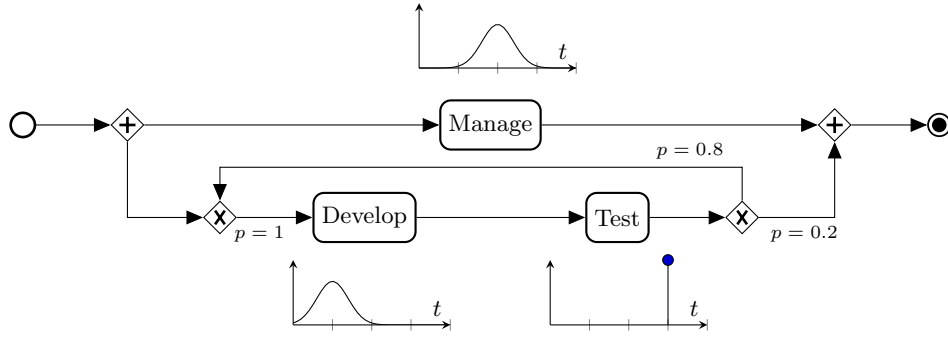 t
Manage
p = 0.8
Develop
Test
p = 1
p = 0.2
t
t